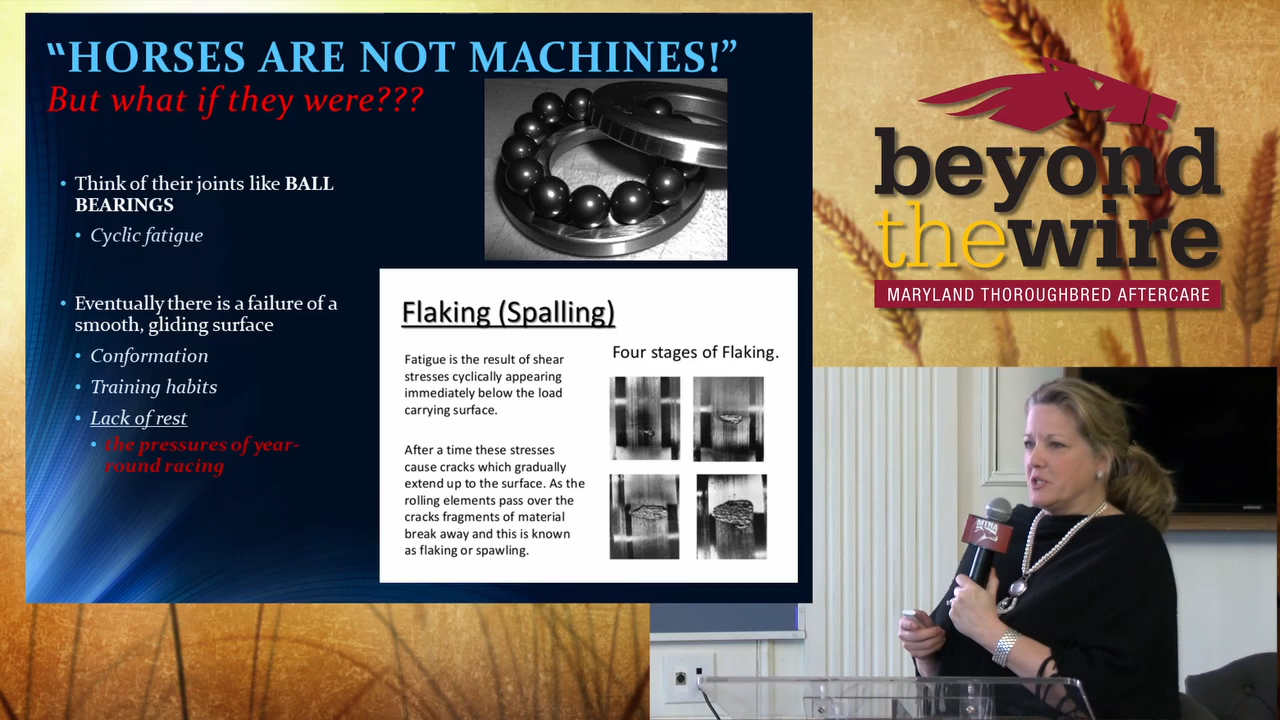 “HORSES ARE NOT MACHINES!”
But what if they were???
• Think of their joints like BALL
BEARINGS
• Cyclic fatigue
• Eventually there is a failure of a
smooth, gliding surface
• Conformation
• Training habits
• Lack of rest
• the pressures of year-
round racing
Flaking (Spalling)
Fatigue is the result of shear
stresses cyclically appearing
immediately below the load
carrying surface.
After a time these stresses
cause cracks which gradually
extend up to the surface. As the
rolling elements pass over the
cracks fragments of material
break away and this is known
as flaking or spawling.
Four stages of Flaking.
beyond
thewire
MARYLAND THOROUGHBRED AFTERCARE
MTHA